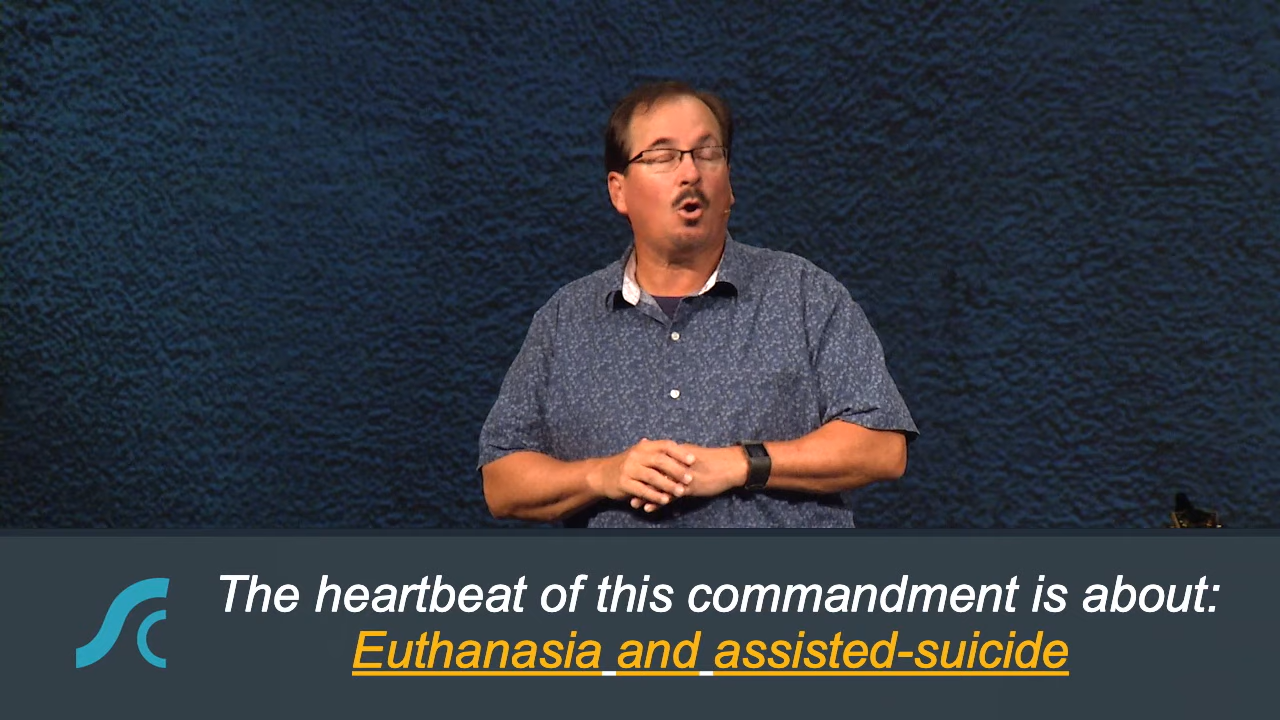 The heartbeat of this commandment is about:
Euthanasia and assisted-suicide